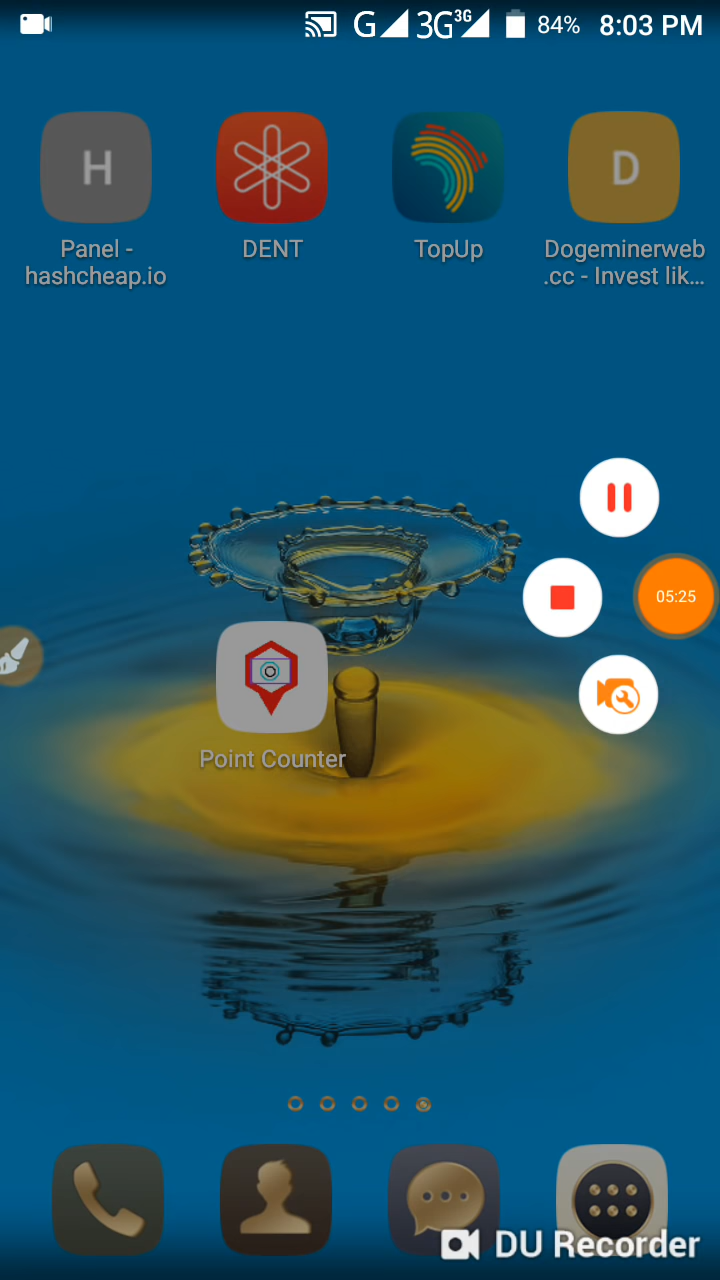 G 3G 3G 84% 8:03 PM
H
D
Panel -
hashcheap.io
DENT
TopUp
Dogeminerweb
.cc - Invest lik...
05:25
Point Counter
DU Recorder